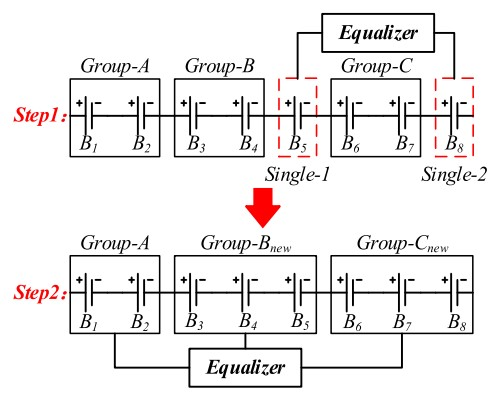 Equalizer
Group-A Group-B Group-C
Step1: + - + - + - + - + - + - + - + -
B1 B2 B3 B4 B5 B6 B7 B8
Single-1 Single-2
Group-A Group-Bnew Group-Cnew
Step2: + - + - + - + - + - + - + - + -
B1 B2 B3 B4 B5 B6 B7 B8
Equalizer